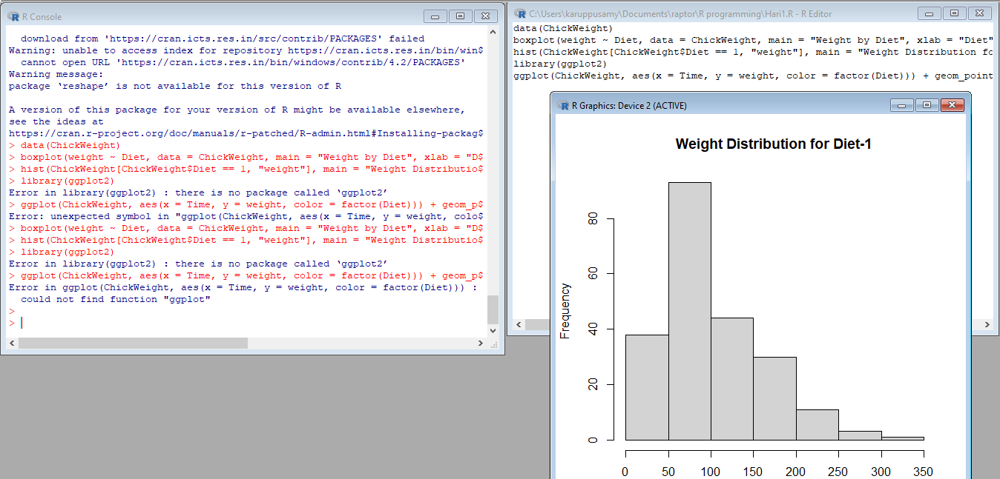 R Console
download from 'https://cran.icts.res.in/src/contrib/PACKAGES' failed
Warning: unable to access index for repository https://cran.icts.res.in/bin/win$
cannot open URL 'https://cran.icts.res.in/bin/windows/contrib/4.2/PACKAGES'
Warning message:
package ‘reshape’ is not available for this version of R
A version of this package for your version of R might be available elsewhere,
see the ideas at
https://cran.r-project.org/doc/manuals/r-patched/R-admin.html#Installing-packag$
> data(ChickWeight)
> boxplot(weight ~ Diet, data = ChickWeight, main = "Weight by Diet", xlab = "D$
> hist(ChickWeight[ChickWeight$Diet == 1, "weight"], main = "Weight Distributio$
> library(ggplot2)
Error in library(ggplot2) : there is no package called ‘ggplot2’
> ggplot(ChickWeight, aes(x = Time, y = weight, color = factor(Diet))) + geom_p$
Error: unexpected symbol in "ggplot(ChickWeight, aes(x = Time, y = weight, colo$
> boxplot(weight ~ Diet, data = ChickWeight, main = "Weight by Diet", xlab = "D$
> hist(ChickWeight[ChickWeight$Diet == 1, "weight"], main = "Weight Distributio$
> library(ggplot2)
Error in library(ggplot2) : there is no package called ‘ggplot2’
> ggplot(ChickWeight, aes(x = Time, y = weight, color = factor(Diet))) + geom_p$
Error in ggplot(ChickWeight, aes(x = Time, y = weight, color = factor(Diet))) :
could not find function "ggplot"
>
>
C:\Users\karuppusamy\Documents\raptor\R programming\Hari1.R - R Editor
data(ChickWeight)
boxplot(weight ~ Diet, data = ChickWeight, main = "Weight by Diet", xlab = "Diet"
hist(ChickWeight[ChickWeight$Diet == 1, "weight"], main = "Weight Distribution fo
library(ggplot2)
ggplot(ChickWeight, aes(x = Time, y = weight, color = factor(Diet))) + geom_point
R Graphics: Device 2 (ACTIVE)
Weight Distribution for Diet-1
Frequency
80
60
40
20
0
0 50 100 150 200 250 300 350